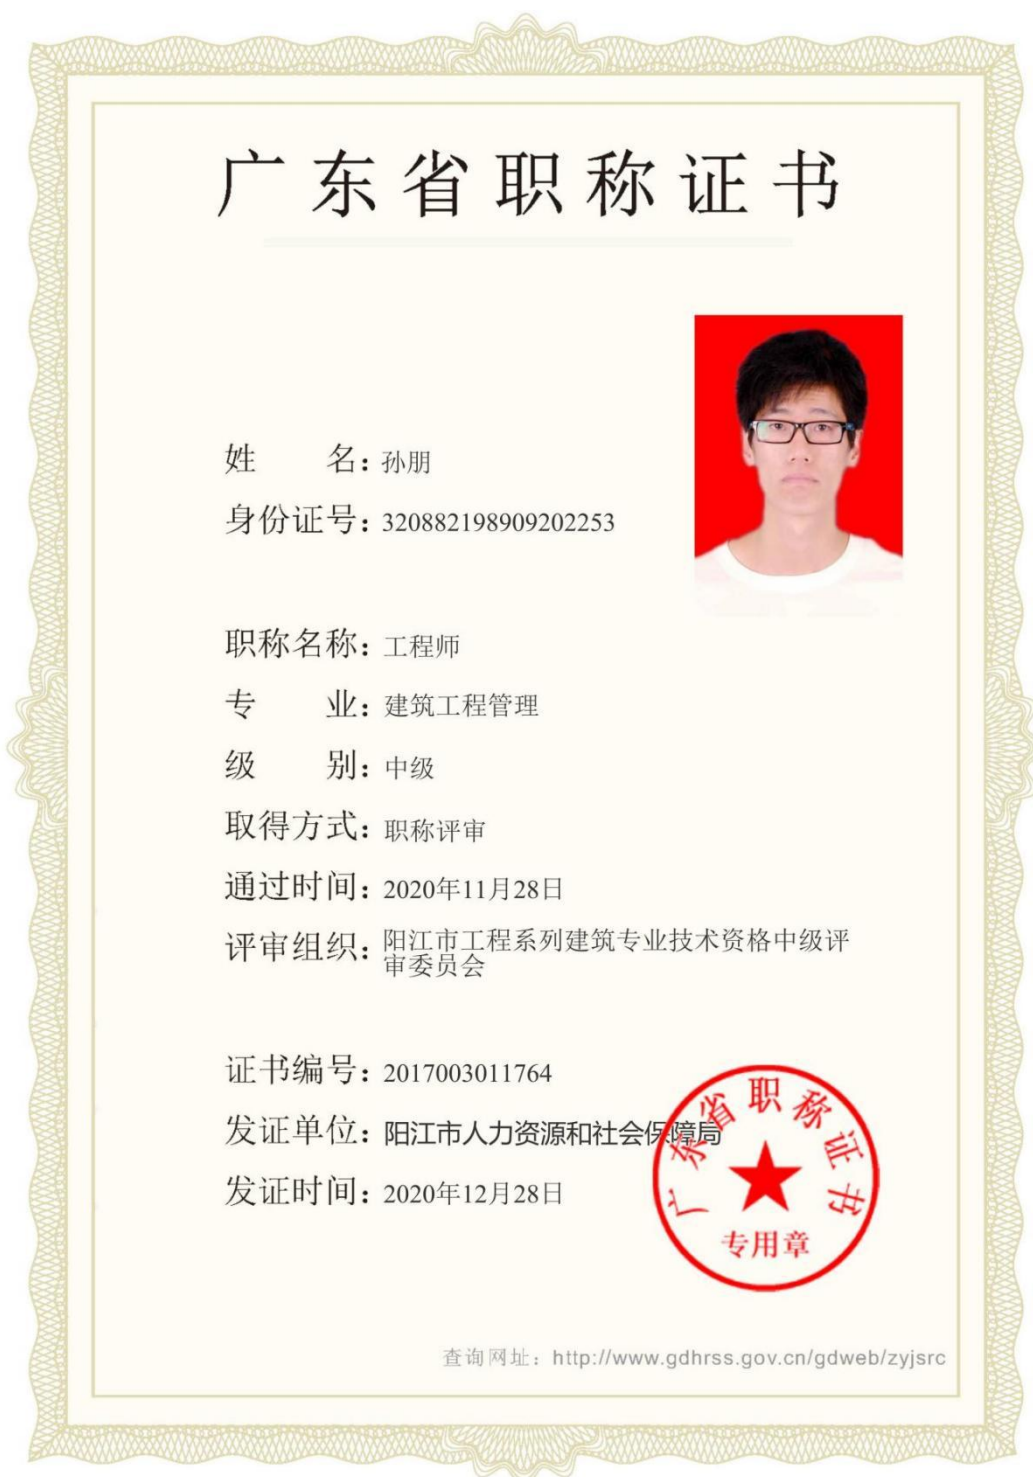 广东省职称证书
姓 名：孙朋
身份证号：320882198909202253
职称名称：工程师
专 业：建筑工程管理
级 别：中级
取得方式：职称评审
通过时间：2020年11月28日
评审组织：阳江市工程系列建筑专业技术资格中级评
审委员会
证书编号：2017003011764
发证单位：阳江市人力资源和社会保障局
发证时间：2020年12月28日
广东省职称证书
专用章
查询网址：http://www.gdhrss.gov.cn/gdweb/zyjsrc